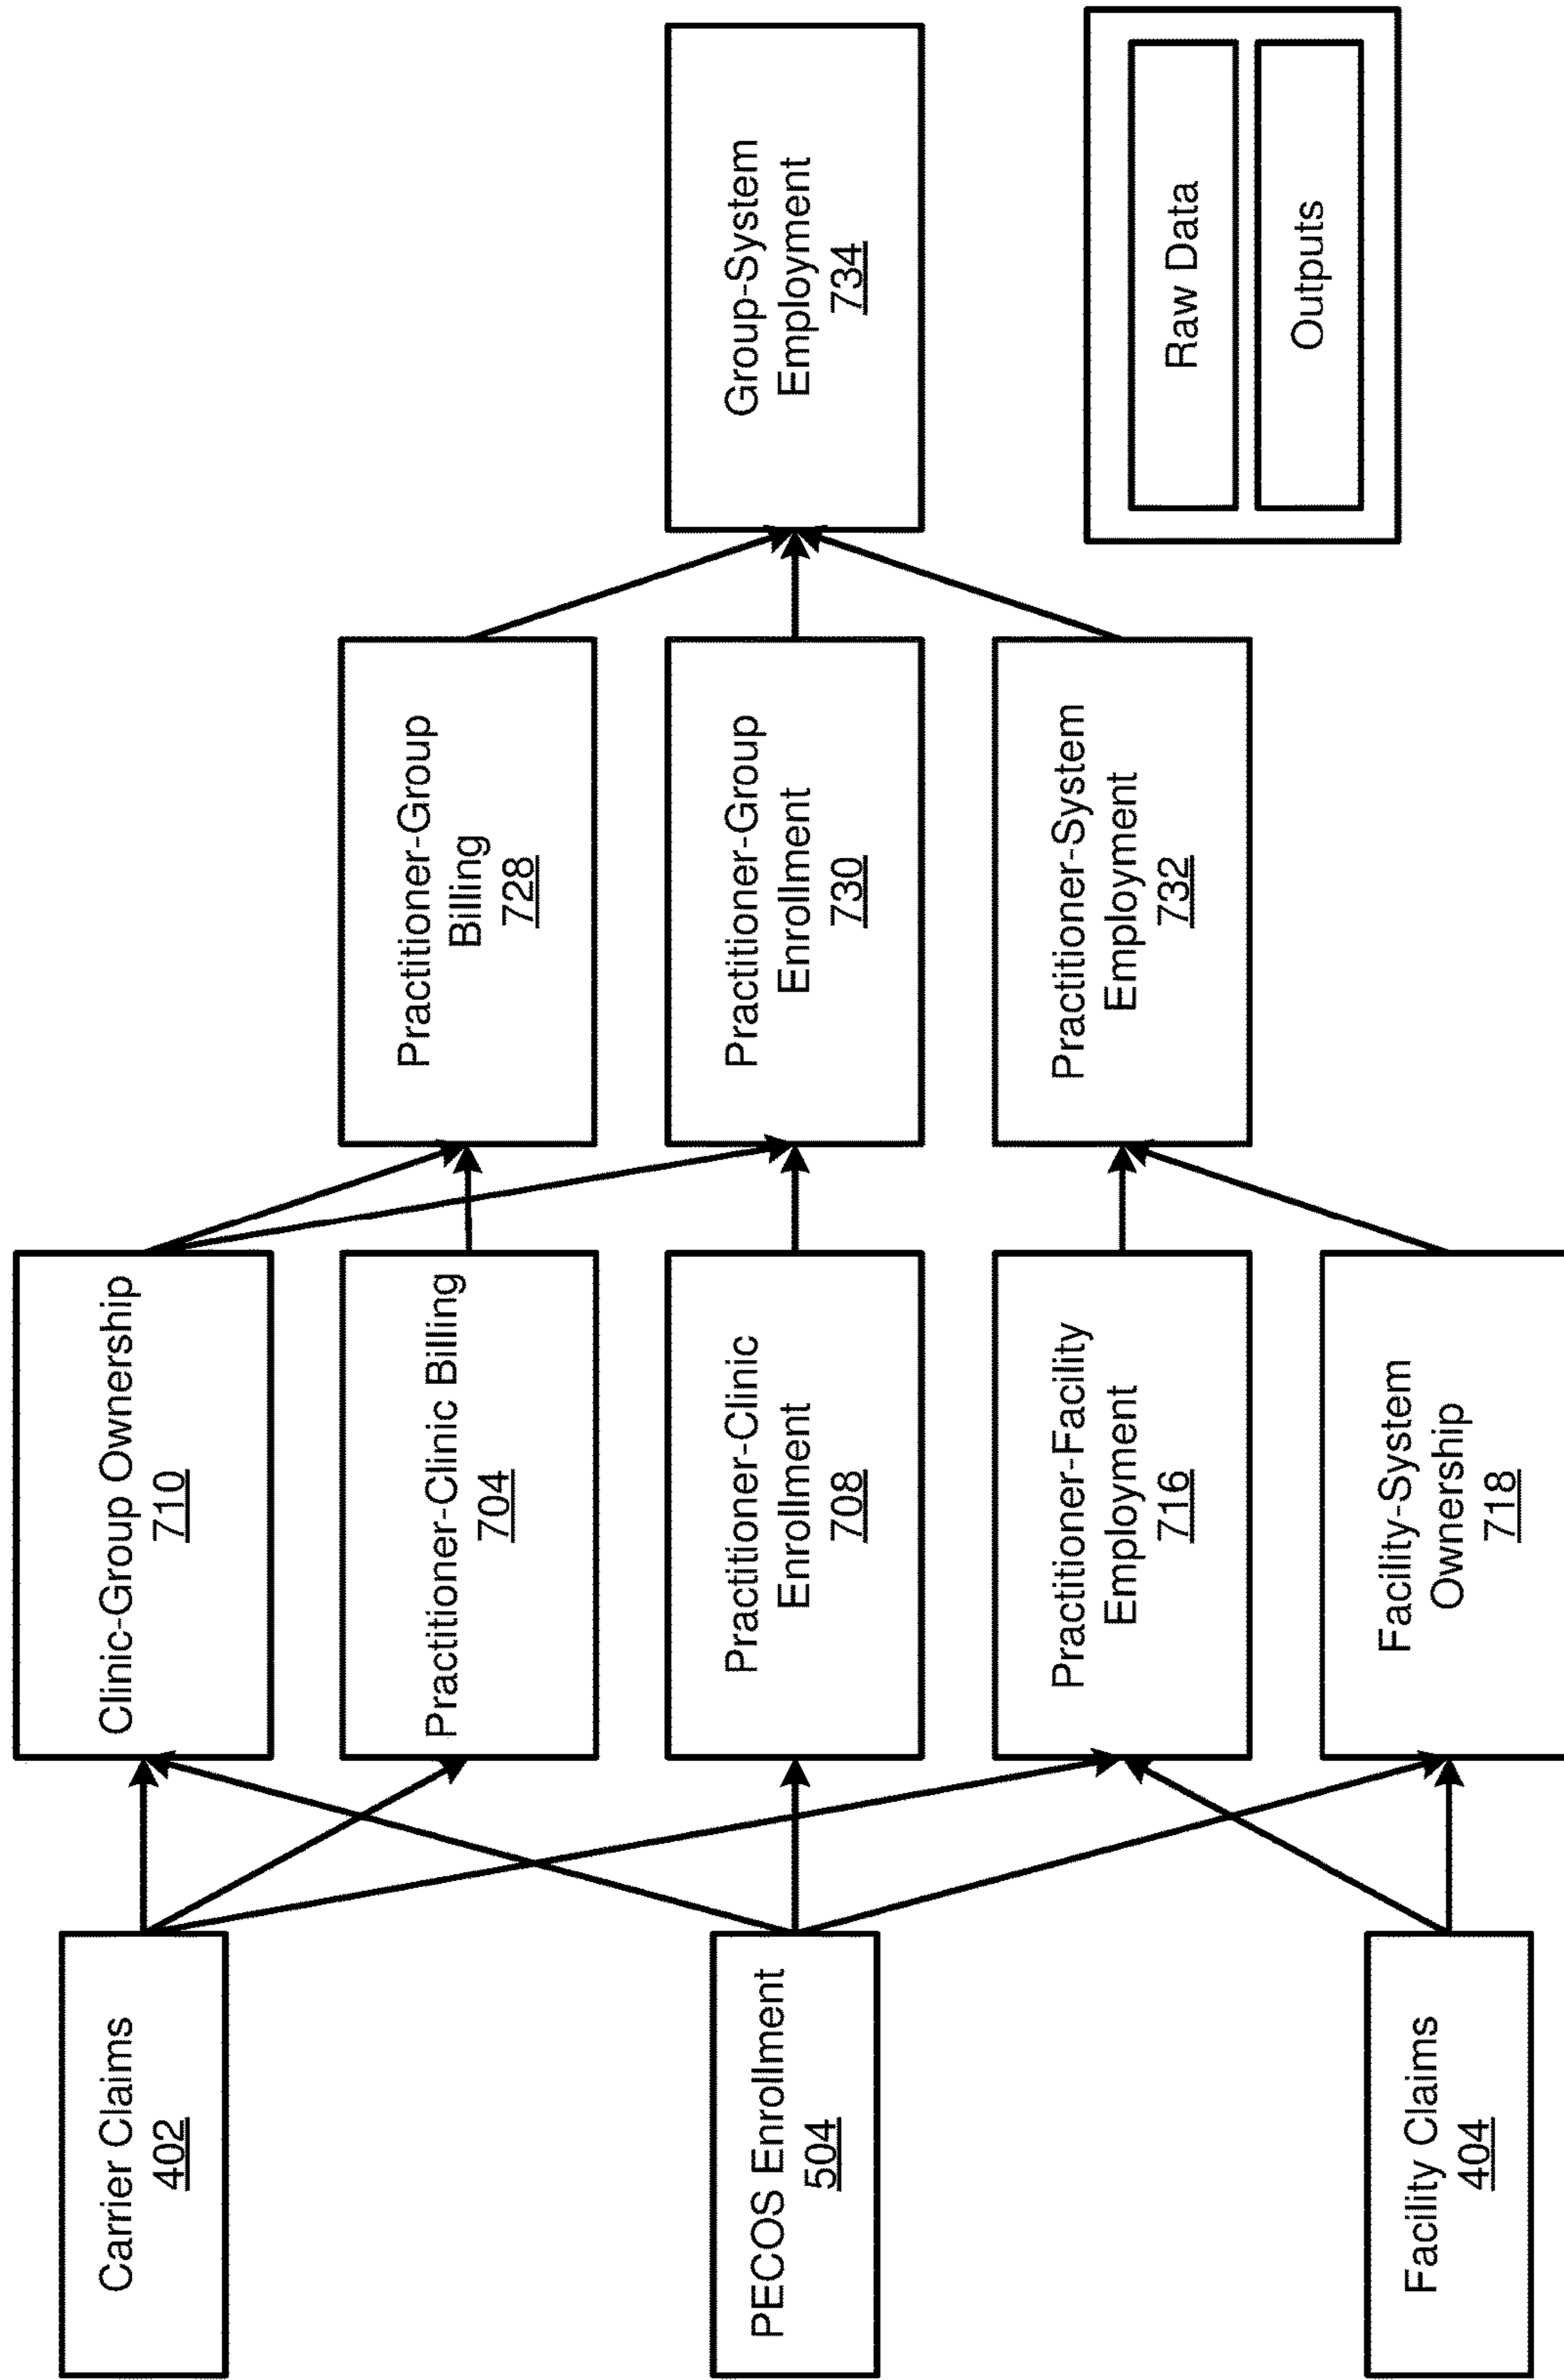 Carrier Claims
402
PECOS Enrollment
504
Facility Claims
404
Clinic-Group Ownership
710
Practitioner-Clinic Billing
704
Practitioner-Clinic
Enrollment
708
Practitioner-Facility
Employment
716
Facility-System
Ownership
718
Practitioner-Group
Billing
728
Practitioner-Group
Enrollment
730
Practitioner-System
Employment
732
Group-System
Employment
734
Raw Data
Outputs